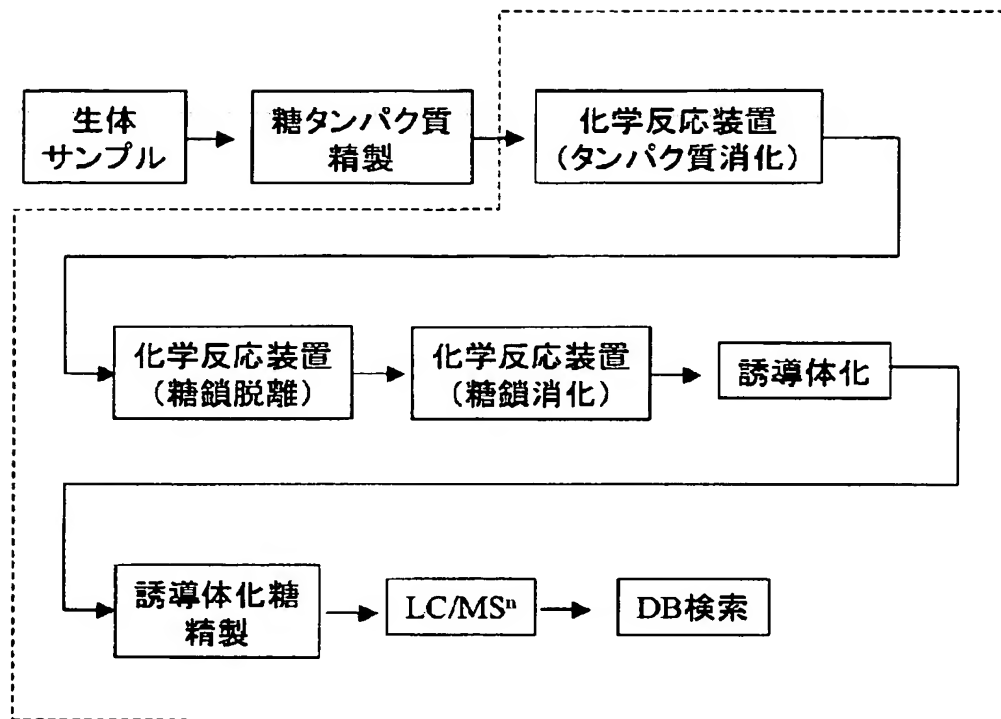 生体
サンプル
糖タンパク質
精製
化学反応装置
（タンパク質消化）
化学反応装置
（糖鎖脱離）
化学反応装置
（糖鎖消化）
誘導体化
誘導体化糖
精製
LC/MSⁿ
DB検索